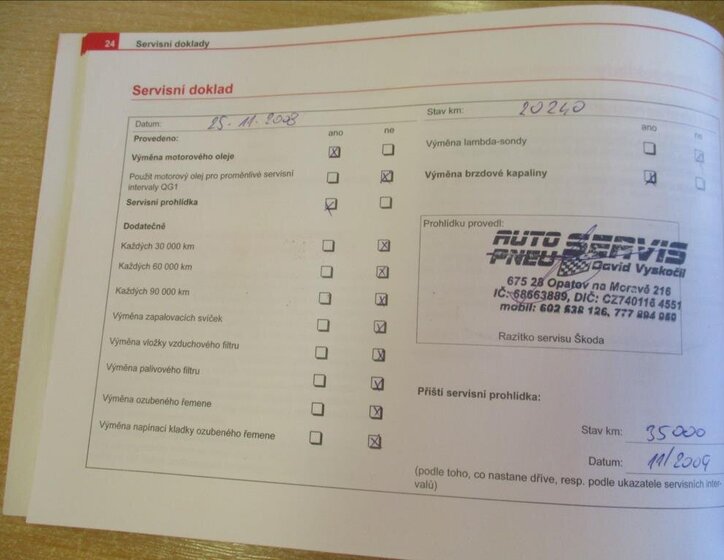 24 Servisní doklady
Servisní doklad
Datum: 25.11.2008
Stav km: 20240
Provedeno: ano ne
ano ne
Výměna motorového oleje
Výměna lambda-sondy
Použit motorový olej pro proměnlivé servisní
intervaly QG1
Výměna brzdové kapaliny
Servisní prohlídka
Dodatečně
Každých 30 000 km
Každých 60 000 km
Každých 90 000 km
Výměna zapalovacích svíček
Výměna vložky vzduchového filtru
Výměna palivového filtru
Výměna ozubeného řemene
Výměna napínací kladky ozubeného řemene
Prohlídku provedl:
AUTO SERVIS
PNEU David Vyskočil
675 28 Opatov na Moravě 216
IČ: 68663889, DIČ: CZ740116 4551
mobil: 602 638 126, 777 894
Razítko servisu Škoda
Příští servisní prohlídka:
Stav km: 35000
Datum: 11/2009
(podle toho, co nastane dříve, resp. podle ukazatele servisních inter-
valů)